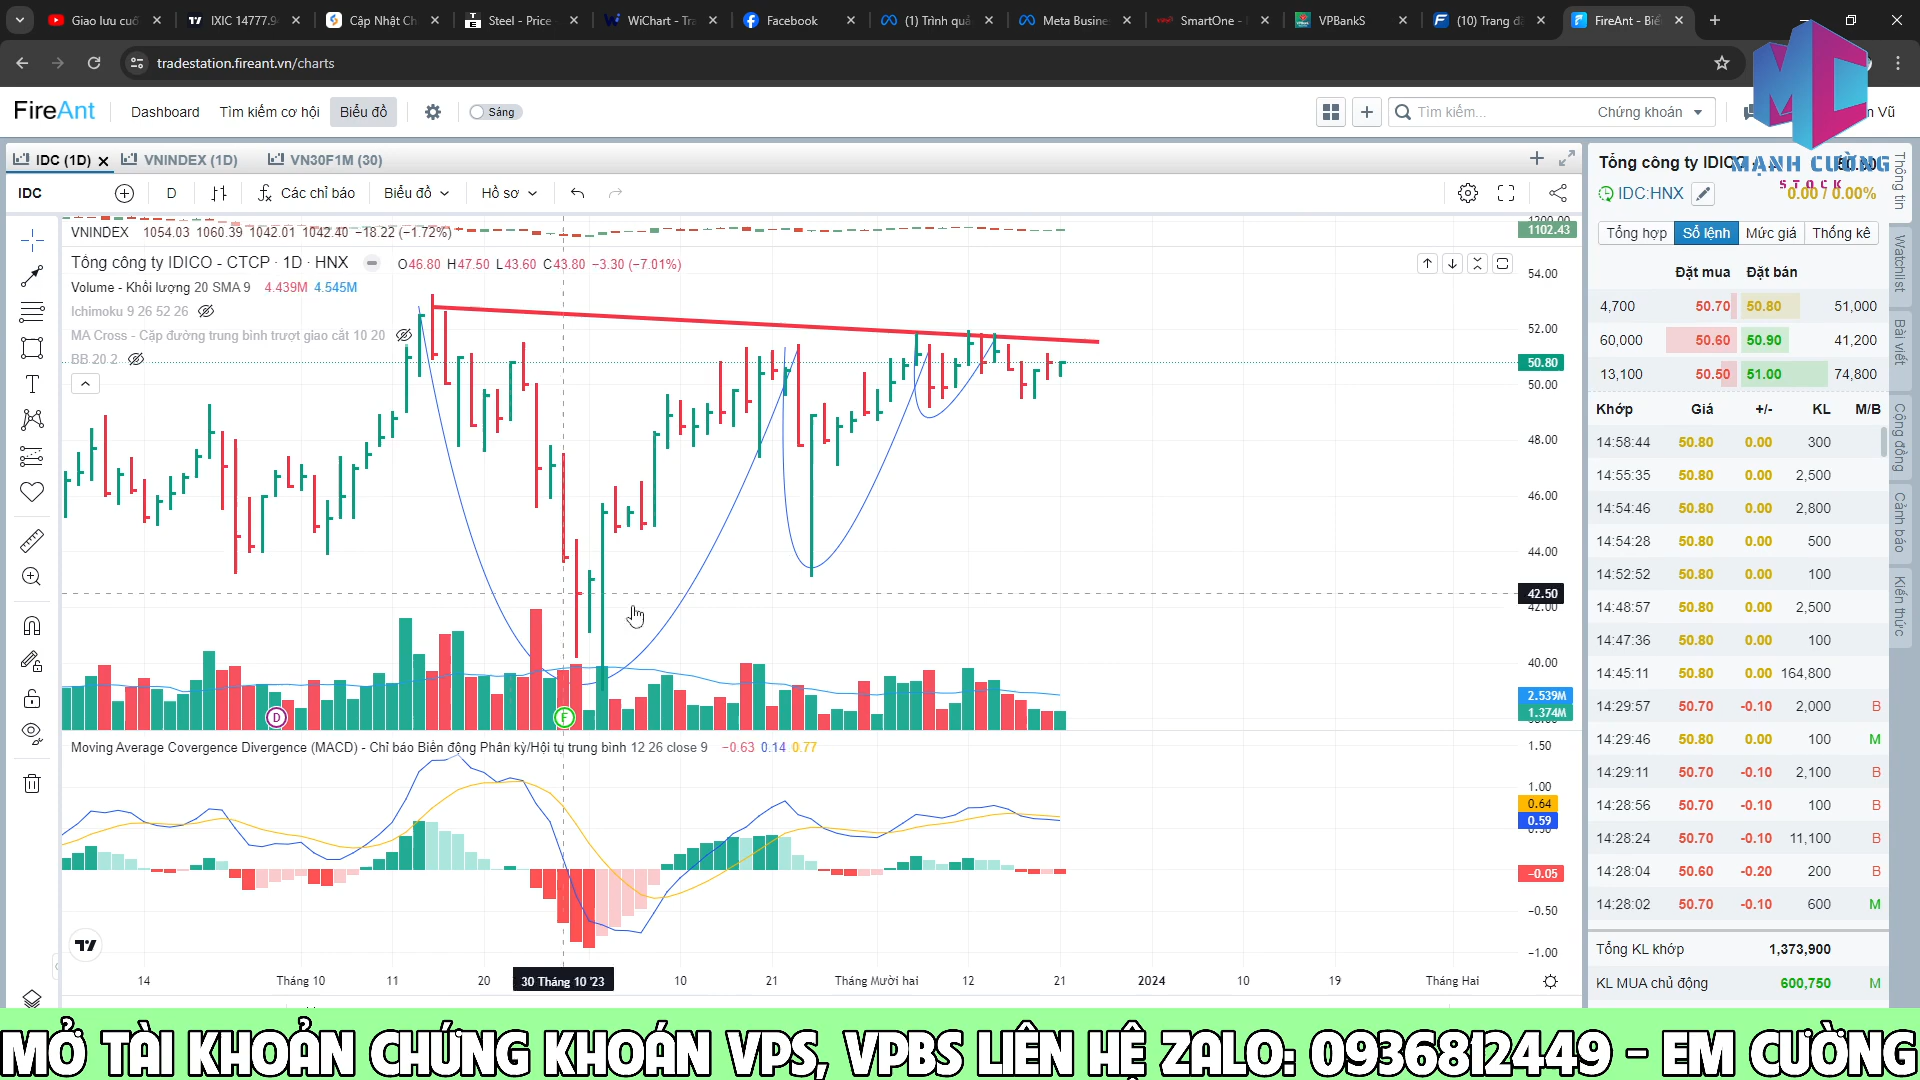 Giao lưu cuố
IXIC 14777.94
Cập Nhật Ch
Steel - Price
WiChart - Tra
Facebook
(1) Trình quả
Meta Busine
SmartOne -
VPBankS
(10) Trang đ
FireAnt - Biể
tradestation.fireant.vn/charts
FireAnt
Dashboard
Tìm kiếm cơ hội
Biểu đồ
Sáng
Tìm kiếm...
Chứng khoán
Vũ
IDC (1D)
VNINDEX (1D)
VN30F1M (30)
Tổng công ty IDICO
MẠNH CƯỜNG
STOCK
IDC
D
Các chỉ báo
Biểu đồ
Hồ sơ
IDC:HNX
0.00 / 0.00%
VNINDEX 1054.03 1060.39 1042.01 1042.40 −18.22 (−1.72%)
1200.00
1102.43
Tổng công ty IDICO - CTCP · 1D · HNX
O46.80 H47.50 L43.60 C43.80 −3.30 (−7.01%)
Volume - Khối lượng 20 SMA 9 4.439M 4.545M
Ichimoku 9 26 52 26
MA Cross - Cặp đường trung bình trượt giao cắt 10 20
BB 20 2
54.00
52.00
50.80
50.00
48.00
46.00
44.00
42.50
42.00
40.00
2.539M
1.374M
D
F
Moving Average Covergence Divergence (MACD) - Chỉ báo Biến động Phân kỳ/Hội tụ trung bình 12 26 close 9 −0.63 0.14 0.77
1.50
1.00
0.64
0.59
0.50
−0.05
−0.50
−1.00
14
Tháng 10
11
20
30 Tháng 10 '23
10
21
Tháng Mười hai
12
21
2024
10
19
Tháng Hai
Tổng hợp
Sổ lệnh
Mức giá
Thống kê
Đặt mua Đặt bán
4,700 50.70 50.80 51,000
60,000 50.60 50.90 41,200
13,100 50.50 51.00 74,800
Khớp Giá +/- KL M/B
14:58:44 50.80 0.00 300
14:55:35 50.80 0.00 2,500
14:54:46 50.80 0.00 2,800
14:54:28 50.80 0.00 500
14:52:52 50.80 0.00 100
14:48:57 50.80 0.00 2,500
14:47:36 50.80 0.00 100
14:45:11 50.80 0.00 164,800
14:29:57 50.70 -0.10 2,000 B
14:29:46 50.80 0.00 100 M
14:29:11 50.70 -0.10 2,100 B
14:28:56 50.70 -0.10 100 B
14:28:24 50.70 -0.10 11,100 B
14:28:04 50.60 -0.20 200 B
14:28:02 50.70 -0.10 600 M
Tổng KL khớp 1,373,900
KL MUA chủ động 600,750 M
Thông tin
Watchlist
Bài viết
Cộng đồng
Cảnh báo
Kiến thức
MỞ TÀI KHOẢN CHỨNG KHOÁN VPS, VPBS LIÊN HỆ ZALO: 0936812449 - EM CƯỜNG